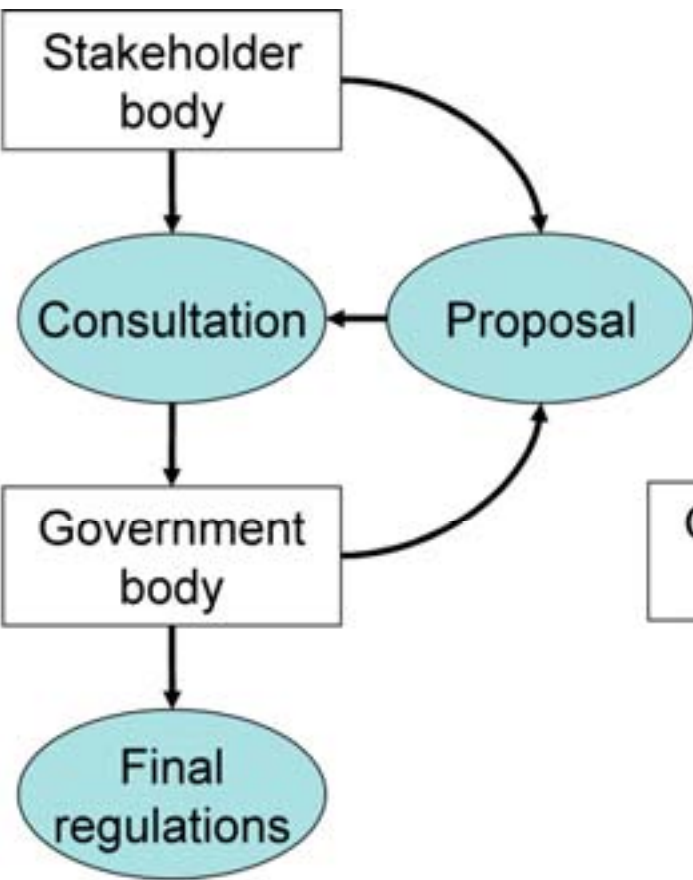 Stakeholder
body
Consultation
Proposal
Government
body
Final
regulations